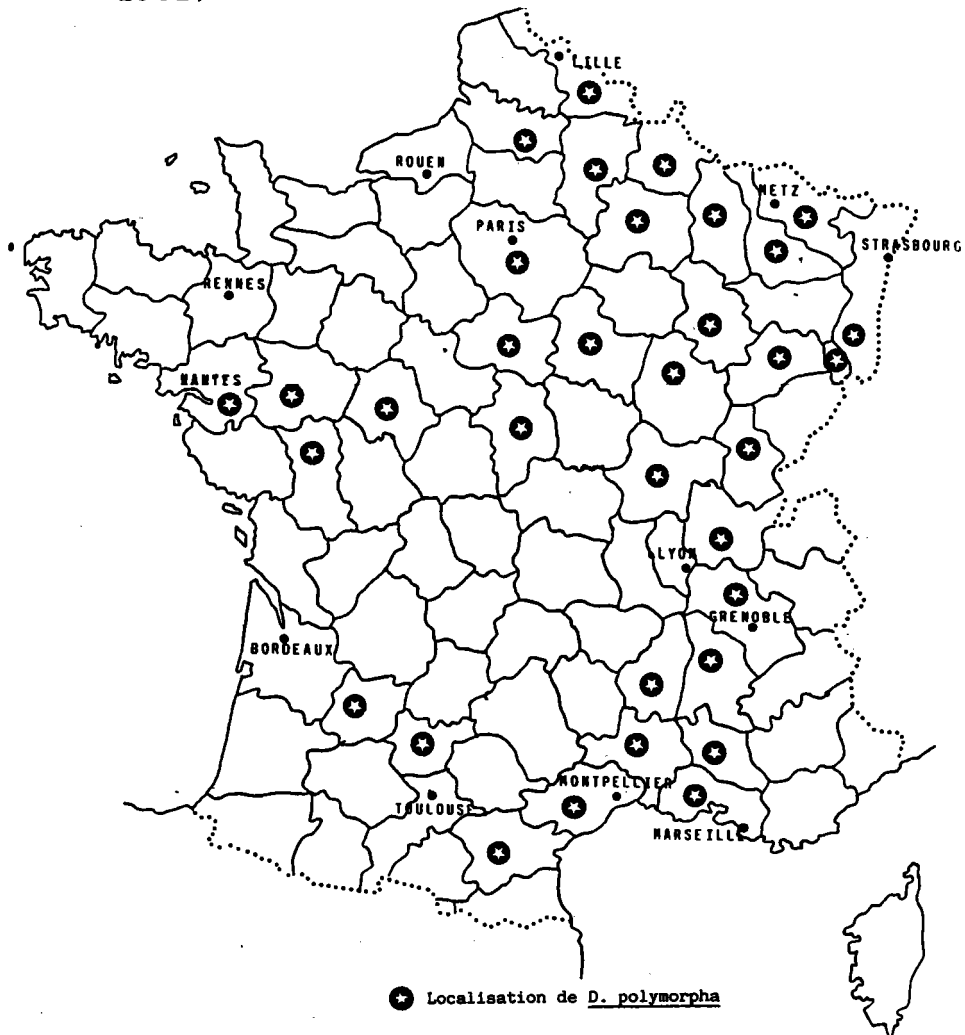 LILLE
ROUEN
METZ
PARIS
STRASBOURG
RENNES
NANTES
LYON
GRENOBLE
BORDEAUX
MONTPELLIER
TOULOUSE
MARSEILLE
Localisation de D. polymorpha